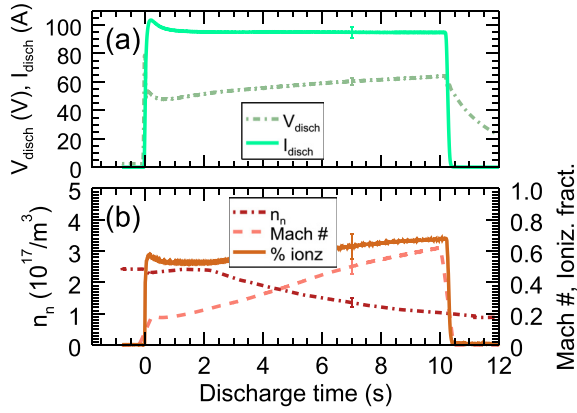 (a)
V_disch (V), I_disch (A)
120
100
80
60
40
20
0
V_disch
I_disch
(b)
n_n (10^17/m^3)
5
4
3
2
1
0
n_n
Mach #
% ionz
1.0
0.8
0.6
0.4
0.2
0.0
Mach #, Ioniz. fract.
0 2 4 6 8 10 12
Discharge time (s)